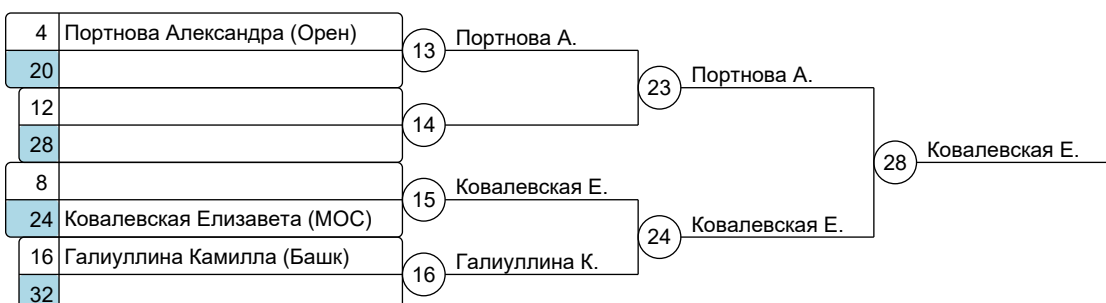 4 Портнова Александра (Орен)
13 Портнова А.
20
23 Портнова А.
12
14
28
28 Ковалевская Е.
8
15 Ковалевская Е.
24 Ковалевская Елизавета (МОС)
24 Ковалевская Е.
16 Галиуллина Камилла (Башк)
16 Галиуллина К.
32